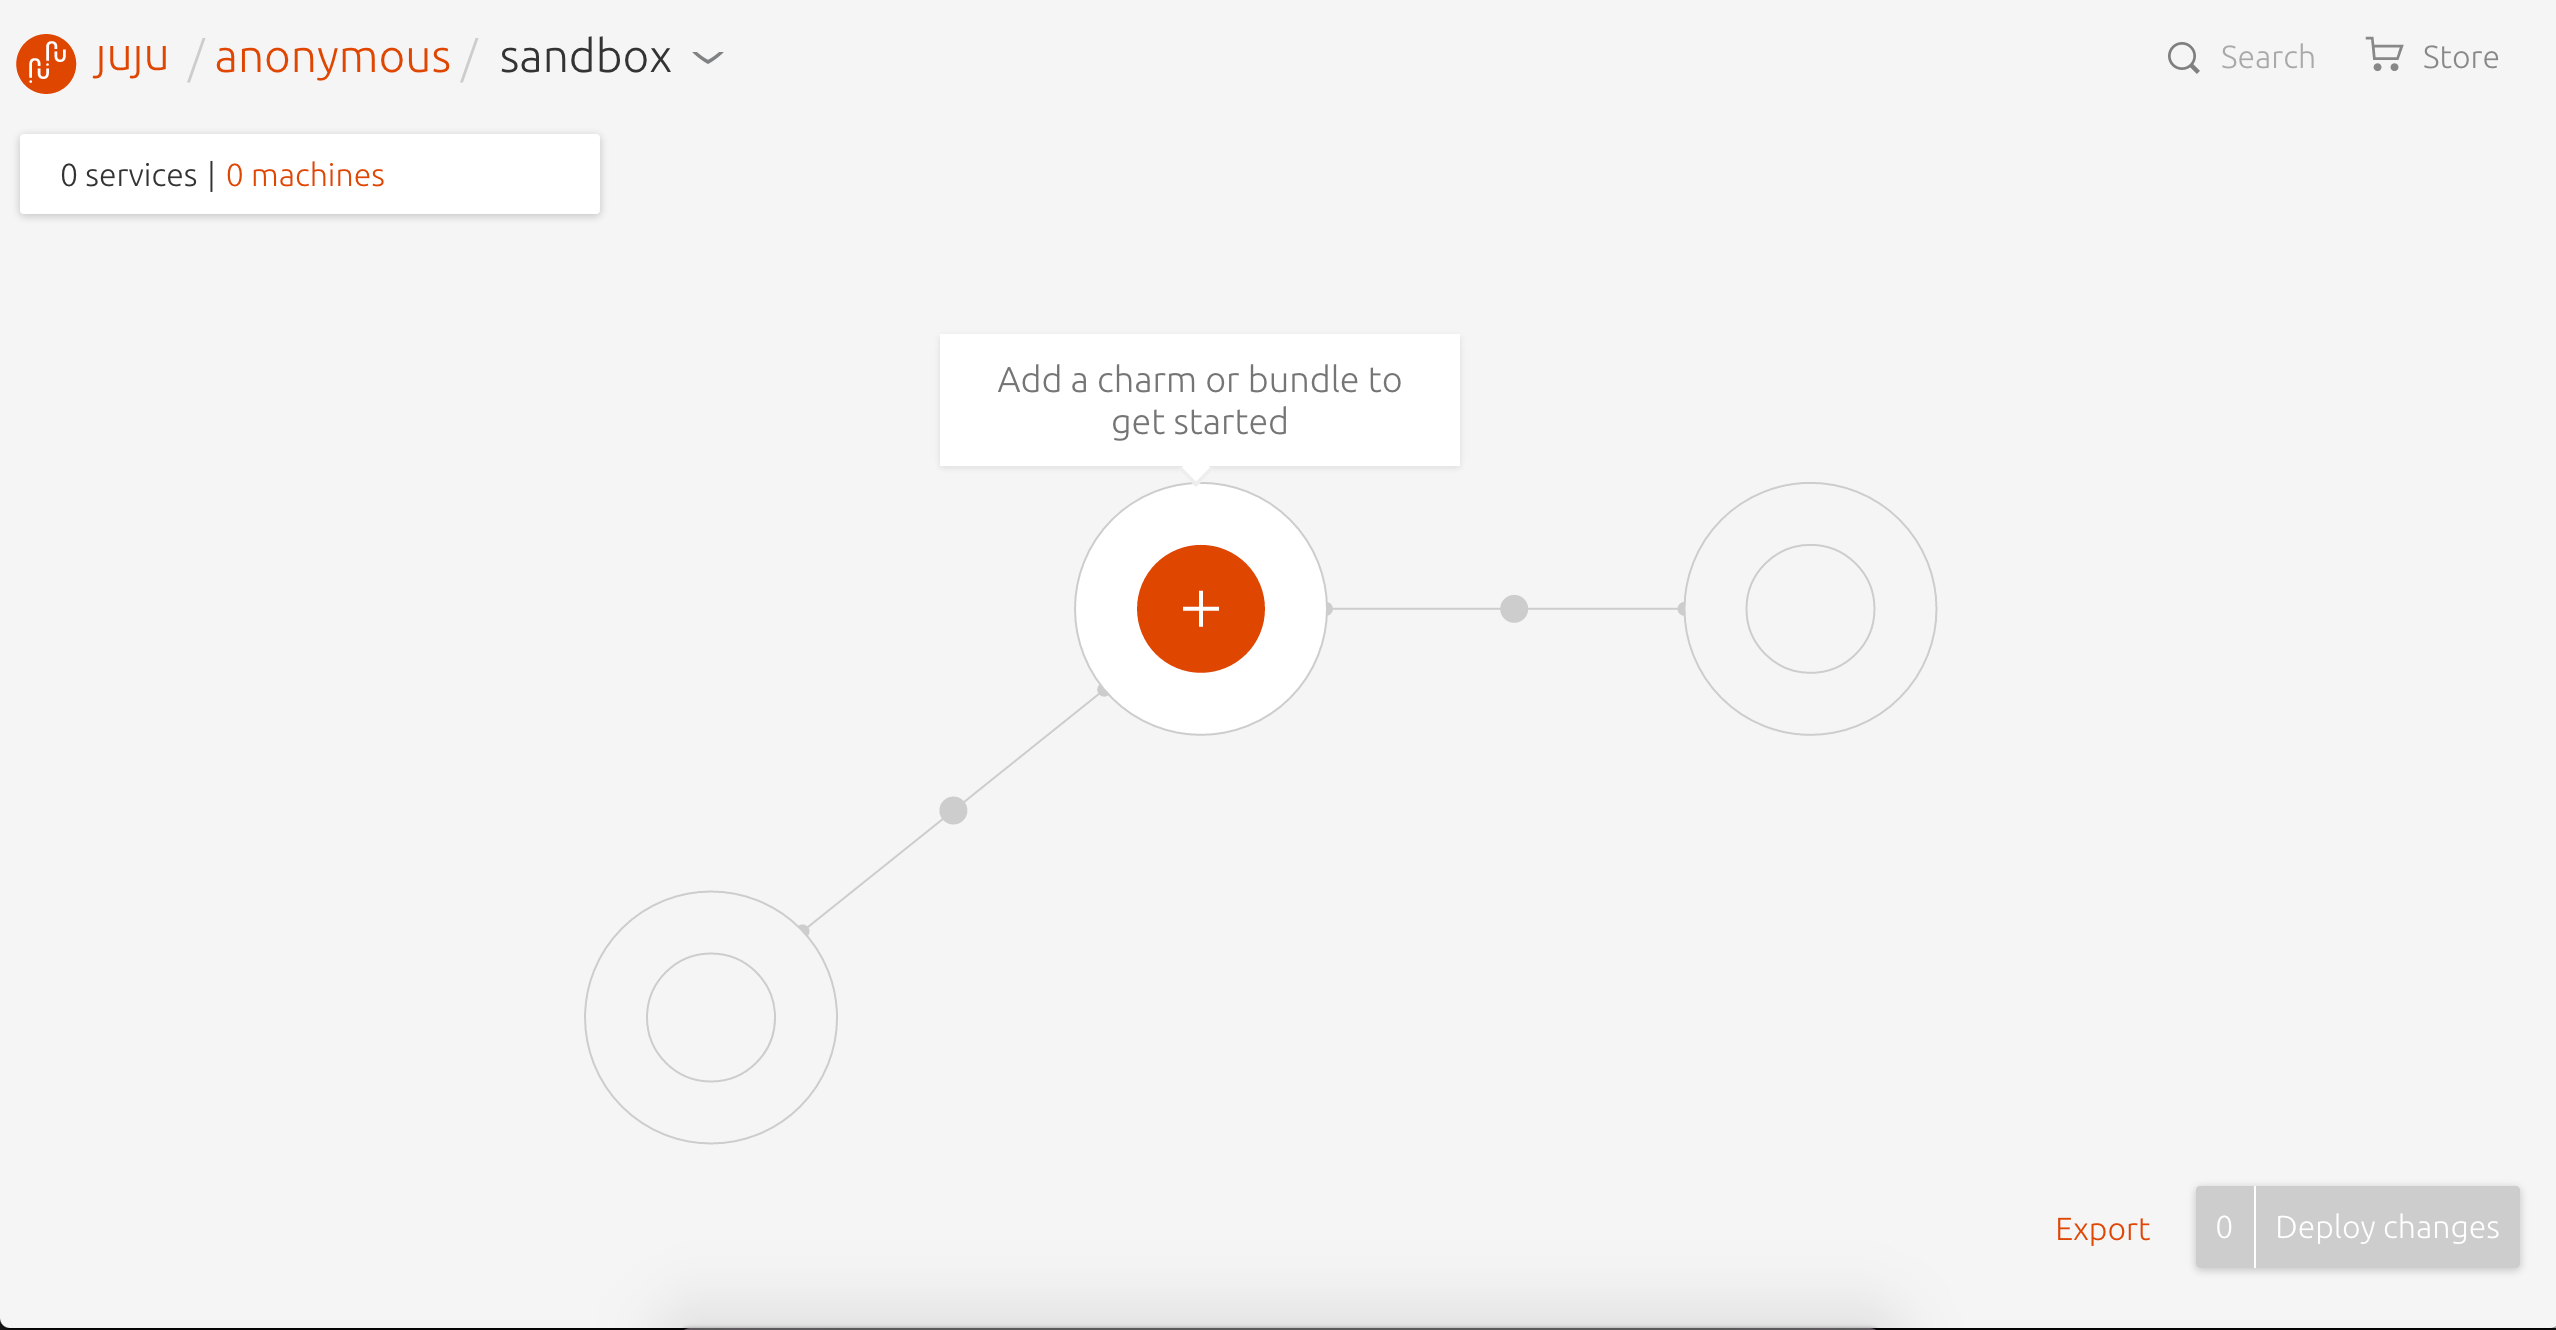 juju / anonymous / sandbox
Search
Store
0 services | 0 machines
Add a charm or bundle to
get started
Export
0
Deploy changes